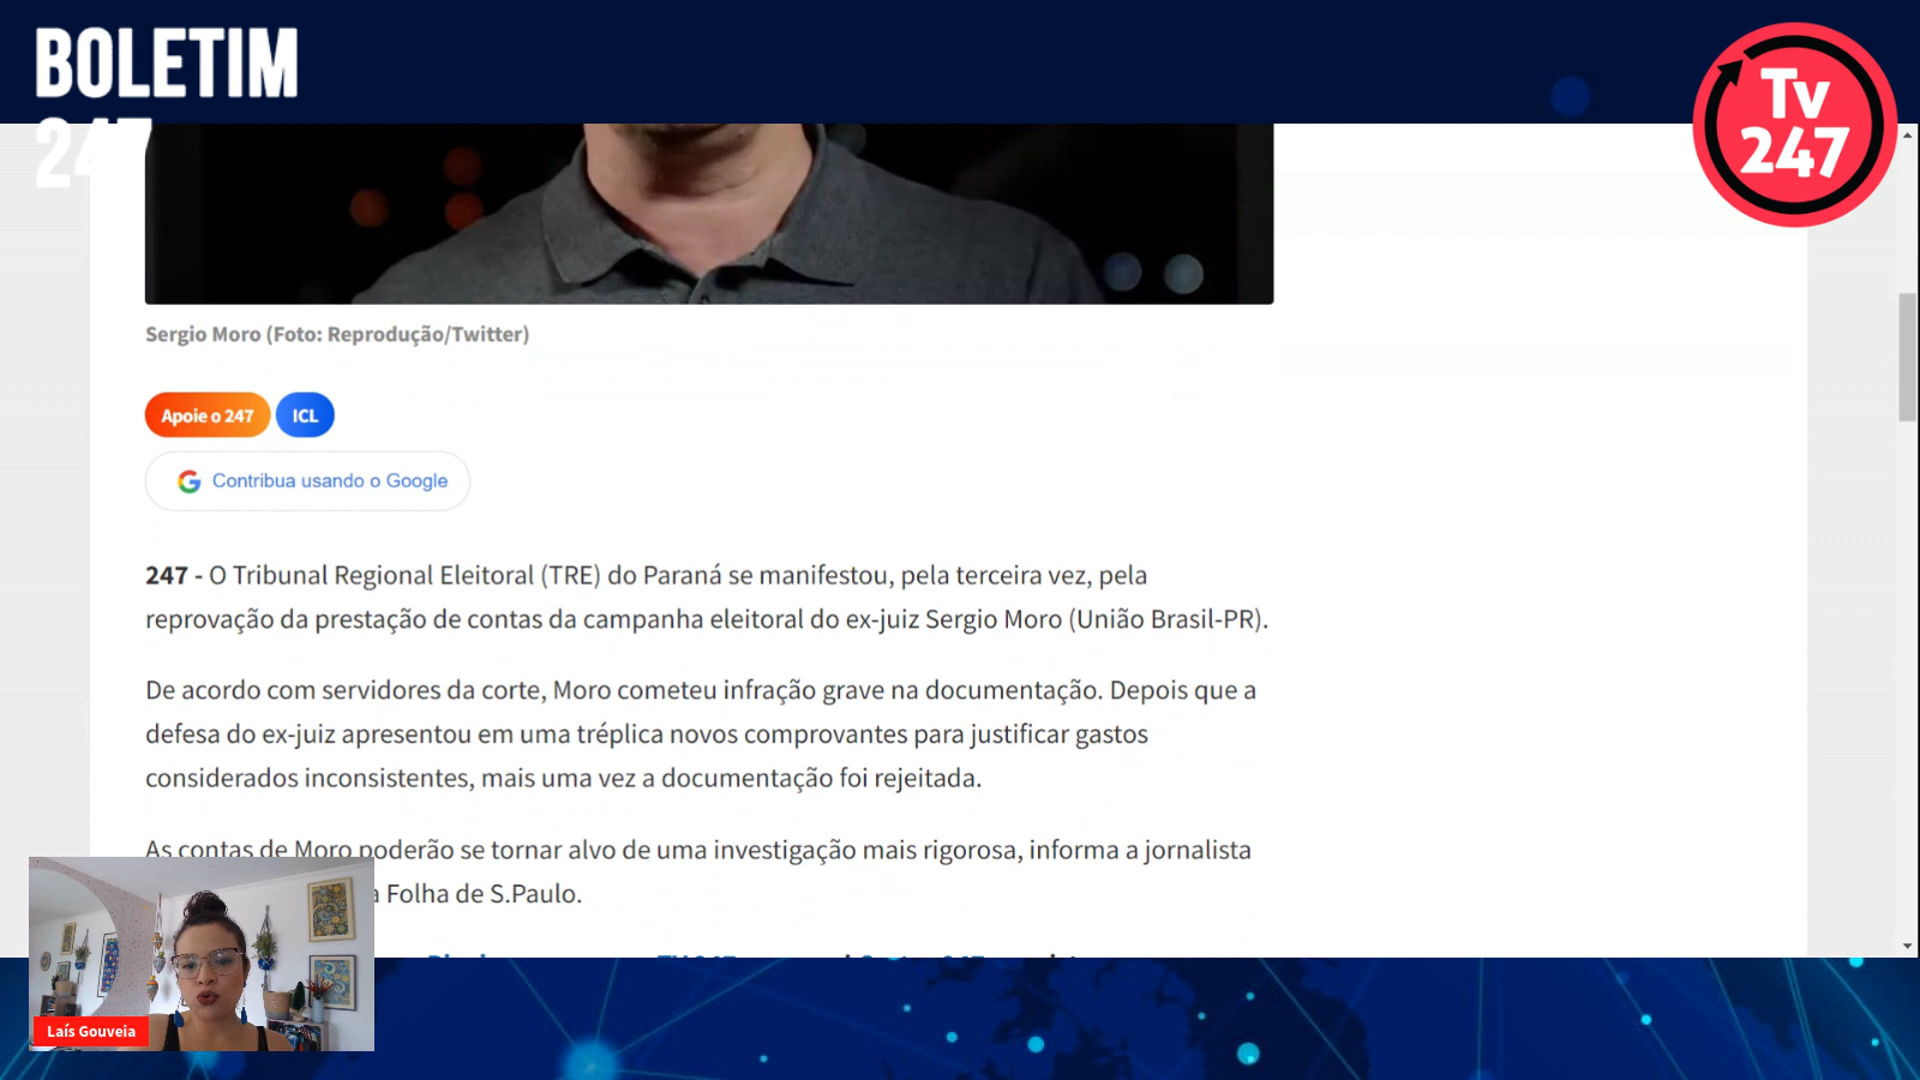 BOLETIM
247
Tv
247
Sergio Moro (Foto: Reprodução/Twitter)
Apoie o 247
ICL
Contribua usando o Google
247 - O Tribunal Regional Eleitoral (TRE) do Paraná se manifestou, pela terceira vez, pela
reprovação da prestação de contas da campanha eleitoral do ex-juiz Sergio Moro (União Brasil-PR).
De acordo com servidores da corte, Moro cometeu infração grave na documentação. Depois que a
defesa do ex-juiz apresentou em uma tréplica novos comprovantes para justificar gastos
considerados inconsistentes, mais uma vez a documentação foi rejeitada.
As contas de Moro poderão se tornar alvo de uma investigação mais rigorosa, informa a jornalista
a Folha de S.Paulo.
Laís Gouveia